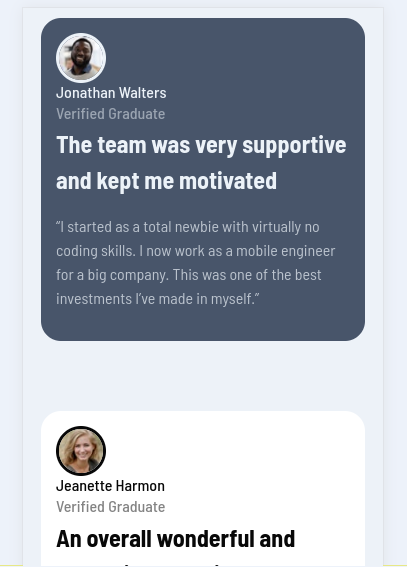 Jonathan Walters
Verified Graduate
The team was very supportive
and kept me motivated
“I started as a total newbie with virtually no
coding skills. I now work as a mobile engineer
for a big company. This was one of the best
investments I’ve made in myself.”
Jeanette Harmon
Verified Graduate
An overall wonderful and